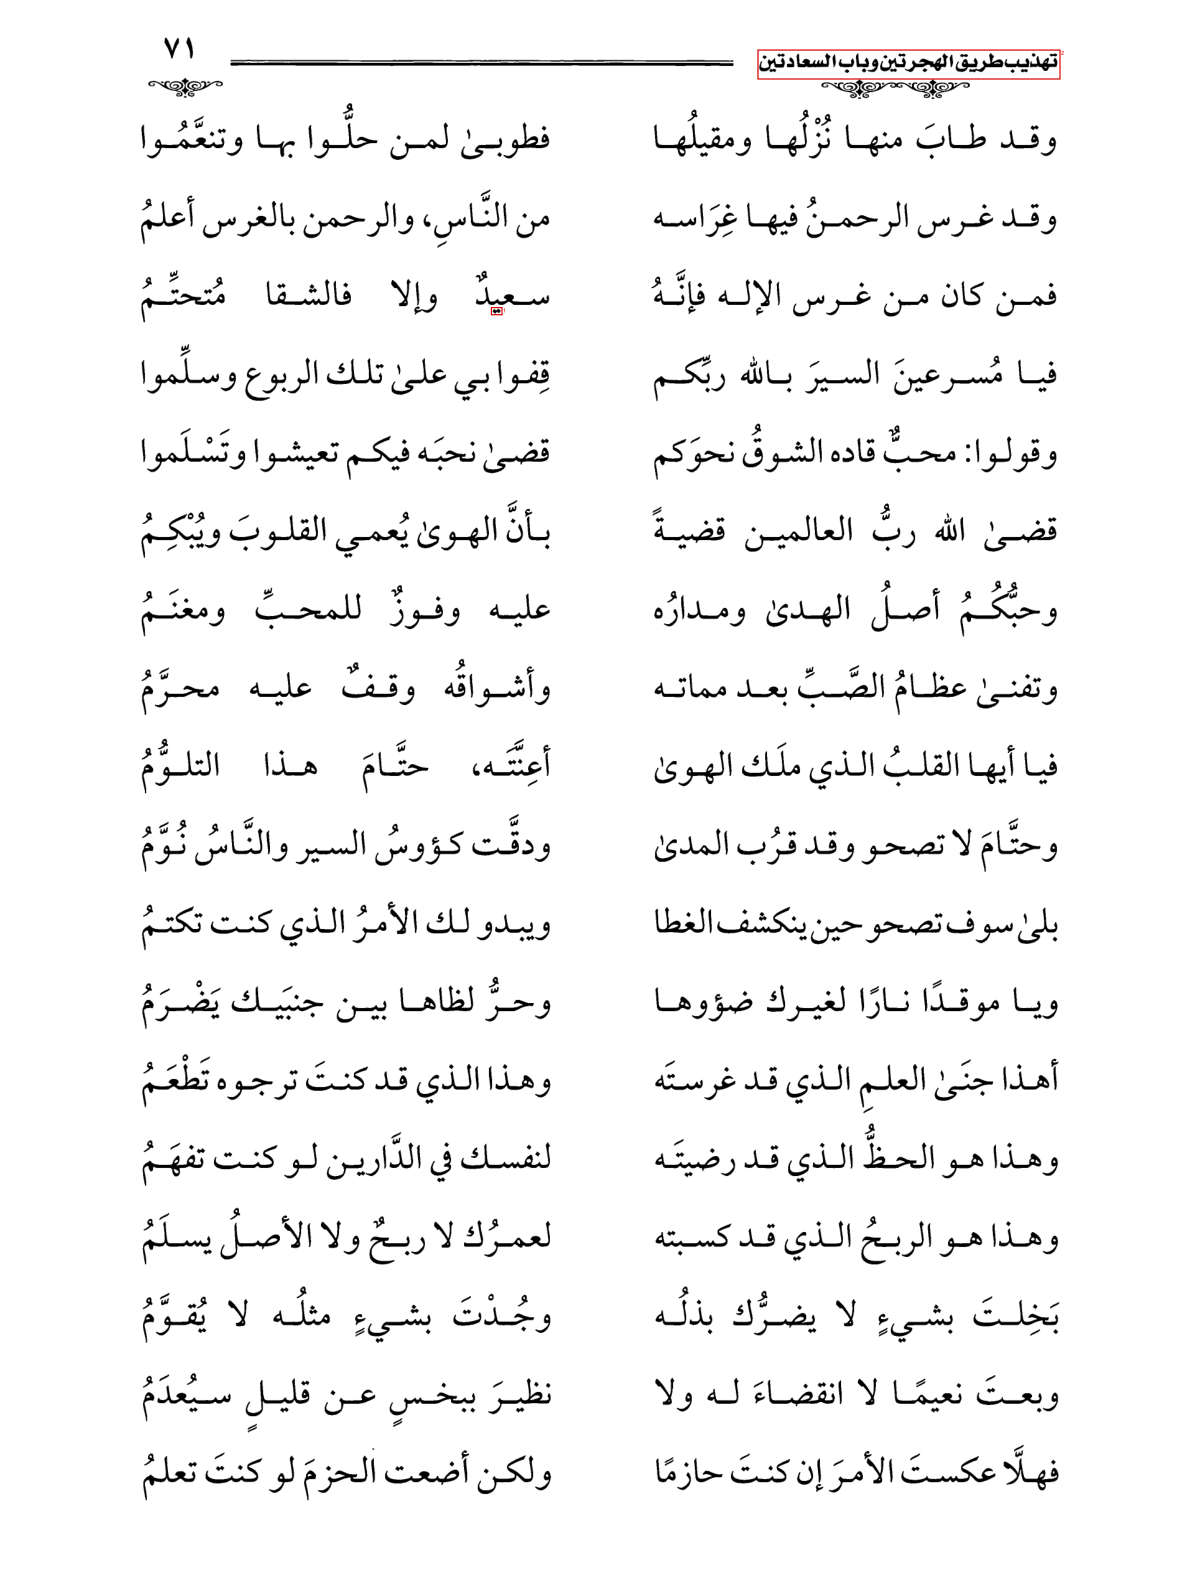 تهذيب طريق الهجرتين وباب السعادتين ٧١
وقد طابَ منها نُزْلُها ومقيلُها فطوبىٰ لمن حلُّوا بها وتنعَّمُوا
وقد غرس الرحمنُ فيها غِرَاسه من النَّاسِ، والرحمن بالغرس أعلمُ
فمن كان من غرس الإله فإنَّهُ سعيدٌ وإلا فالشقا مُتحتِّمُ
فيا مُسرعينَ السيرَ بالله ربِّكم قِفوا بي علىٰ تلك الربوع وسلِّموا
وقولوا: محبٌّ قاده الشوقُ نحوَكم قضىٰ نحبَه فيكم تعيشوا وتَسْلَموا
قضىٰ الله ربُّ العالمين قضيةً بأنَّ الهوىٰ يُعمي القلوبَ ويُبْكِمُ
وحبُّكُمُ أصلُ الهدىٰ ومدارُه عليه وفوزٌ للمحبِّ ومغنَمُ
وتفنىٰ عظامُ الصَّبِّ بعد مماته وأشواقُه وقفٌ عليه محرَّمُ
فيا أيها القلبُ الذي ملَك الهوىٰ أعِنَّتَه، حتَّامَ هذا التلوُّمُ
وحتَّامَ لا تصحو وقد قرُب المدىٰ ودقَّت كؤوسُ السير والنَّاسُ نُوَّمُ
بلىٰ سوف تصحو حين ينكشف الغطا ويبدو لك الأمرُ الذي كنت تكتمُ
ويا موقدًا نارًا لغيرك ضؤوها وحرُّ لظاها بين جنبَيك يَضْرَمُ
أهذا جنَىٰ العلمِ الذي قد غرستَه وهذا الذي قد كنتَ ترجوه تَطْعَمُ
وهذا هو الحظُّ الذي قد رضيتَه لنفسك في الدَّارين لو كنت تفهَمُ
وهذا هو الربحُ الذي قد كسبته لعمرُك لا ربحٌ ولا الأصلُ يسلَمُ
بَخِلتَ بشيءٍ لا يضرُّك بذلُه وجُدْتَ بشيءٍ مثلُه لا يُقوَّمُ
وبعتَ نعيمًا لا انقضاءَ له ولا نظيرَ ببخسٍ عن قليلٍ سيُعدَمُ
فهلَّا عكستَ الأمرَ إن كنتَ حازمًا ولكن أضعت الحزمَ لو كنتَ تعلمُ